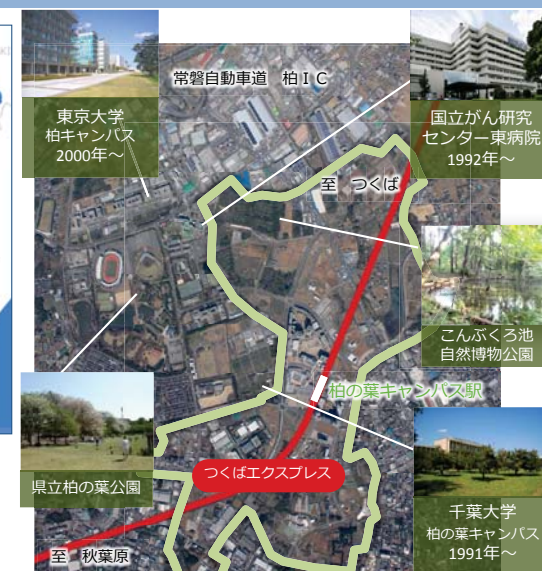 常磐自動車道 柏IC
東京大学
柏キャンパス
2000年～
国立がん研究
センター東病院
1992年～
至 つくば
こんぶくろ池
自然博物公園
柏の葉キャンパス駅
県立柏の葉公園
つくばエクスプレス
千葉大学
柏の葉キャンパス
1991年～
至 秋葉原